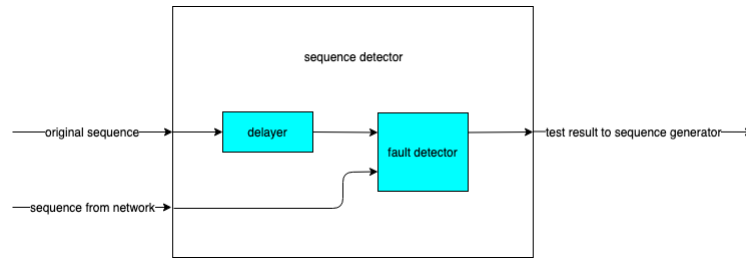 sequence detector
original sequence
delayer
test result to sequence generator
fault detector
sequence from network